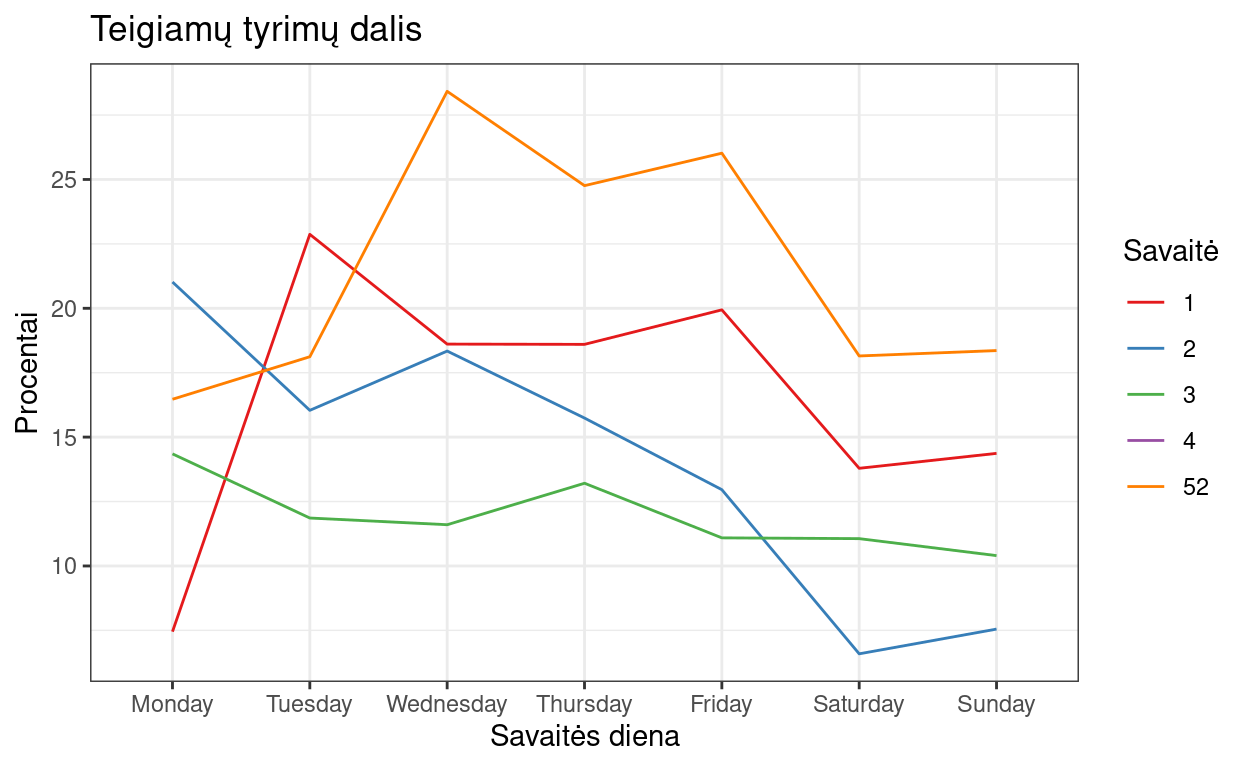 Teigiamų tyrimų dalis
Procentai
25
20
15
10
Monday Tuesday Wednesday Thursday Friday Saturday Sunday
Savaitės diena
Savaitė
1
2
3
4
52